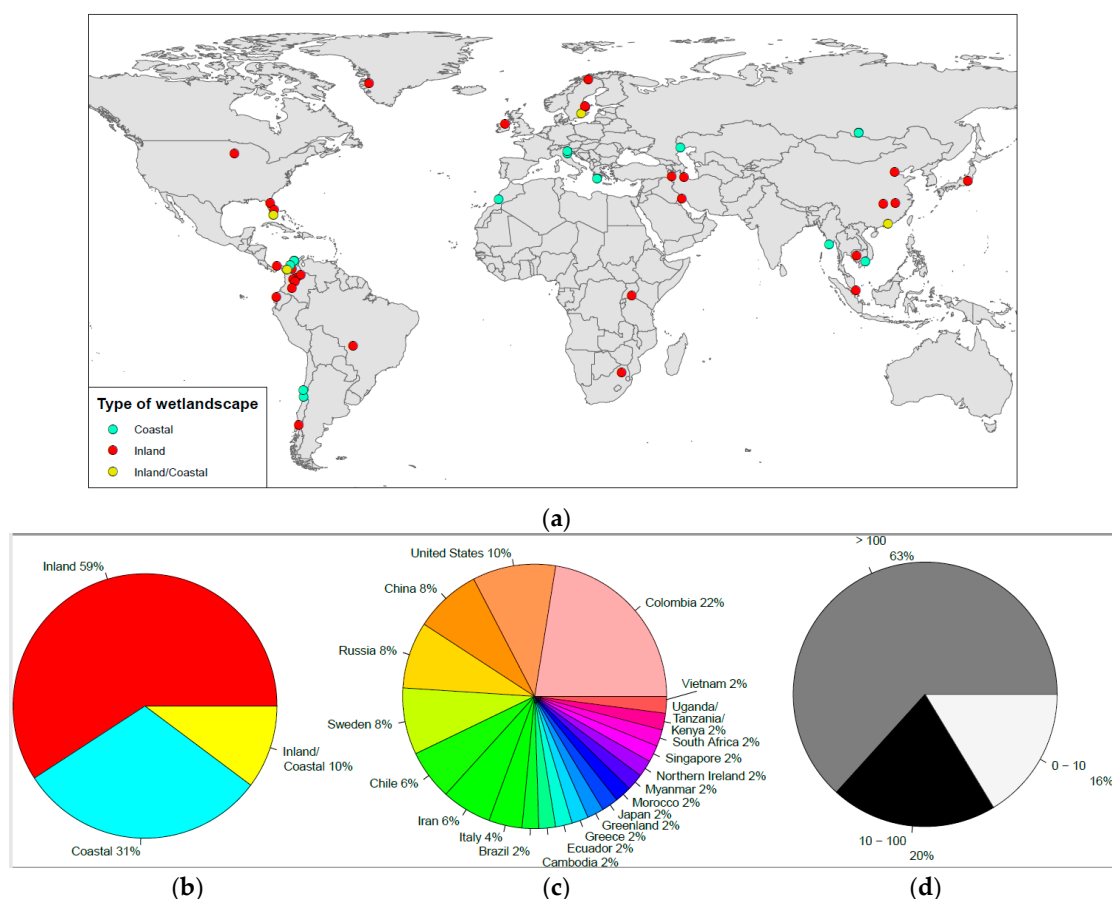 Type of wetlandscape
Coastal
Inland
Inland/Coastal
(a)
Inland 59%
Inland/
Coastal 10%
Coastal 31%
United States 10%
China 8%
Colombia 22%
Russia 8%
Sweden 8%
Chile 6%
Iran 6%
Italy 4%
Brazil 2%
Cambodia 2%
Ecuador 2%
Greece 2%
Greenland 2%
Japan 2%
Morocco 2%
Myanmar 2%
Northern Ireland 2%
Singapore 2%
South Africa 2%
Uganda/
Tanzania/
Kenya 2%
Vietnam 2%
> 100
63%
0 – 10
16%
10 – 100
20%
(b)
(c)
(d)